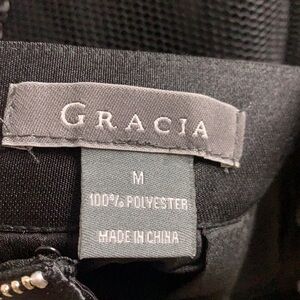 GRACIA
M
100% POLYESTER
MADE IN CHINA